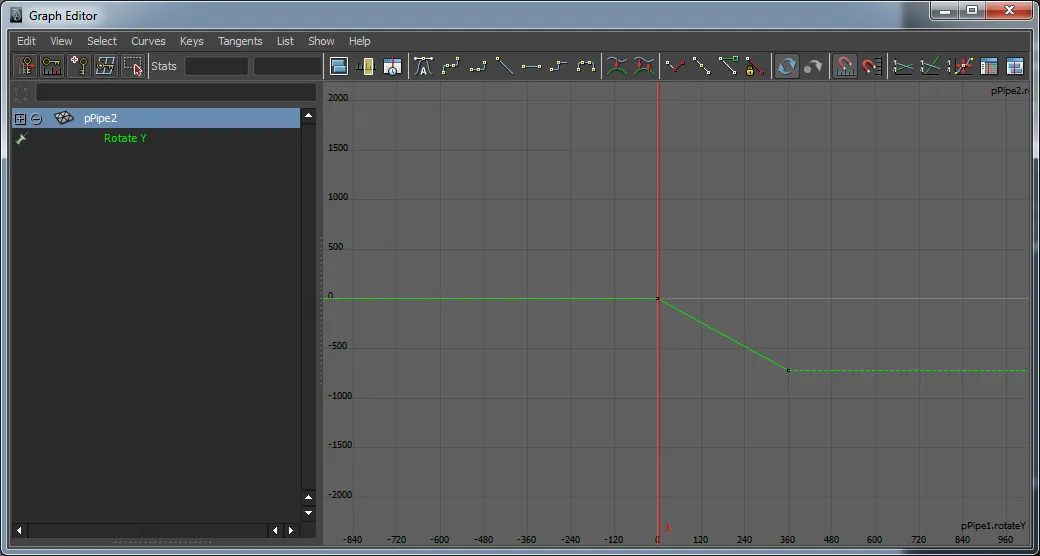 Graph Editor
Edit View Select Curves Keys Tangents List Show Help
Stats
pPipe2.r
pPipe2
Rotate Y
2000
1500
1000
500
0
-500
-1000
-1500
-2000
pPipe1.rotateY
-840 -720 -600 -480 -360 -240 -120 0 120 240 360 480 600 720 840 960